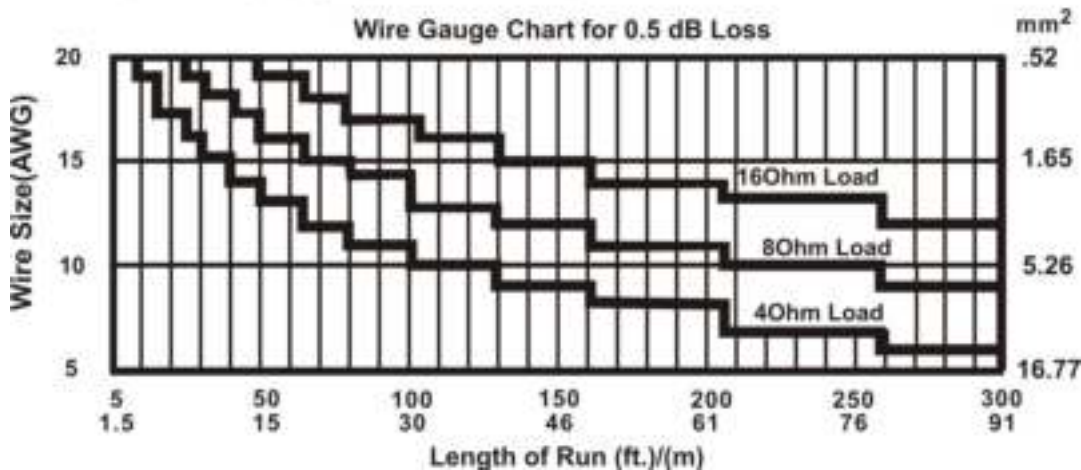 Wire Gauge Chart for 0.5 dB Loss
mm²
Wire Size(AWG)
20
15
10
5
.52
1.65
5.26
16.77
16Ohm Load
8Ohm Load
4Ohm Load
5 50 100 150 200 250 300
1.5 15 30 46 61 76 91
Length of Run (ft.)/(m)